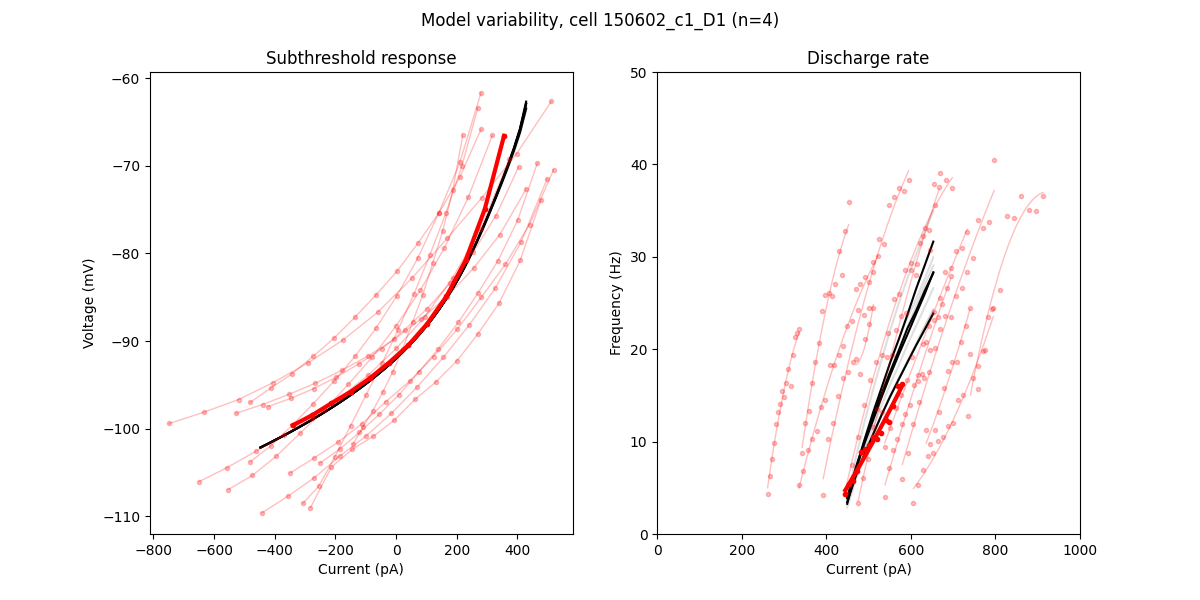 Model variability, cell 150602_c1_D1 (n=4)
Subthreshold response
Voltage (mV)
−60
−70
−80
−90
−100
−110
−800 −600 −400 −200 0 200 400
Current (pA)
Discharge rate
Frequency (Hz)
50
40
30
20
10
0
0 200 400 600 800 1000
Current (pA)